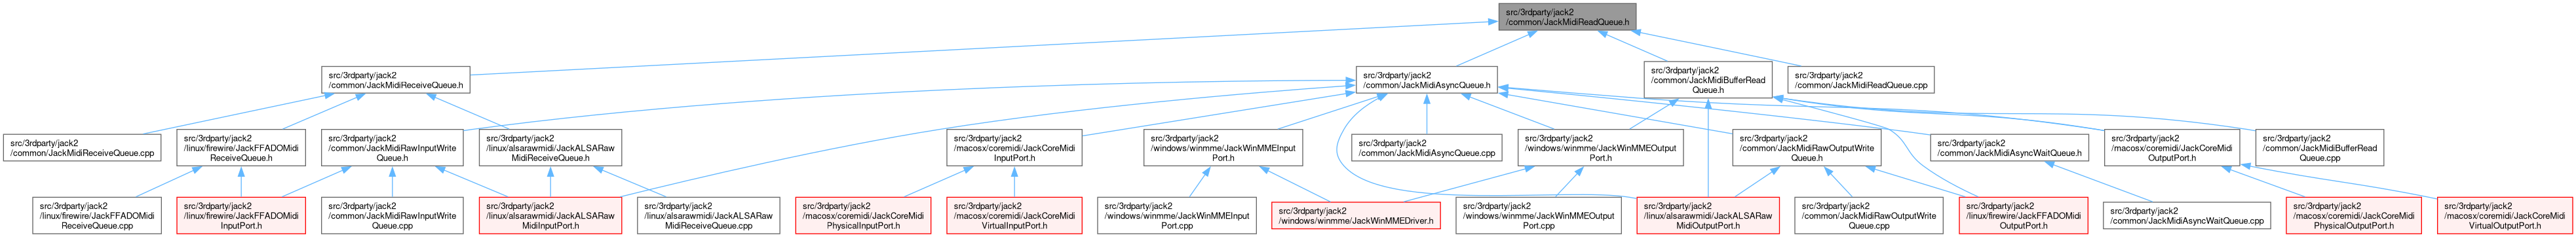 src/3rdparty/jack2
/common/JackMidiReadQueue.h
src/3rdparty/jack2
/common/JackMidiReceiveQueue.h
src/3rdparty/jack2
/common/JackMidiAsyncQueue.h
src/3rdparty/jack2
/common/JackMidiBufferRead
Queue.h
src/3rdparty/jack2
/common/JackMidiReadQueue.cpp
src/3rdparty/jack2
/common/JackMidiReceiveQueue.cpp
src/3rdparty/jack2
/linux/firewire/JackFFADOMidi
ReceiveQueue.h
src/3rdparty/jack2
/common/JackMidiRawInputWrite
Queue.h
src/3rdparty/jack2
/linux/alsarawmidi/JackALSARaw
MidiReceiveQueue.h
src/3rdparty/jack2
/macosx/coremidi/JackCoreMidi
InputPort.h
src/3rdparty/jack2
/windows/winmme/JackWinMMEInput
Port.h
src/3rdparty/jack2
/common/JackMidiAsyncQueue.cpp
src/3rdparty/jack2
/windows/winmme/JackWinMMEOutput
Port.h
src/3rdparty/jack2
/common/JackMidiRawOutputWrite
Queue.h
src/3rdparty/jack2
/common/JackMidiAsyncWaitQueue.h
src/3rdparty/jack2
/macosx/coremidi/JackCoreMidi
OutputPort.h
src/3rdparty/jack2
/common/JackMidiBufferRead
Queue.cpp
src/3rdparty/jack2
/linux/firewire/JackFFADOMidi
ReceiveQueue.cpp
src/3rdparty/jack2
/linux/firewire/JackFFADOMidi
InputPort.h
src/3rdparty/jack2
/common/JackMidiRawInputWrite
Queue.cpp
src/3rdparty/jack2
/linux/alsarawmidi/JackALSARaw
MidiInputPort.h
src/3rdparty/jack2
/linux/alsarawmidi/JackALSARaw
MidiReceiveQueue.cpp
src/3rdparty/jack2
/macosx/coremidi/JackCoreMidi
PhysicalInputPort.h
src/3rdparty/jack2
/macosx/coremidi/JackCoreMidi
VirtualInputPort.h
src/3rdparty/jack2
/windows/winmme/JackWinMMEInput
Port.cpp
src/3rdparty/jack2
/windows/winmme/JackWinMMEDriver.h
src/3rdparty/jack2
/windows/winmme/JackWinMMEOutput
Port.cpp
src/3rdparty/jack2
/linux/alsarawmidi/JackALSARaw
MidiOutputPort.h
src/3rdparty/jack2
/common/JackMidiRawOutputWrite
Queue.cpp
src/3rdparty/jack2
/linux/firewire/JackFFADOMidi
OutputPort.h
src/3rdparty/jack2
/common/JackMidiAsyncWaitQueue.cpp
src/3rdparty/jack2
/macosx/coremidi/JackCoreMidi
PhysicalOutputPort.h
src/3rdparty/jack2
/macosx/coremidi/JackCoreMidi
VirtualOutputPort.h